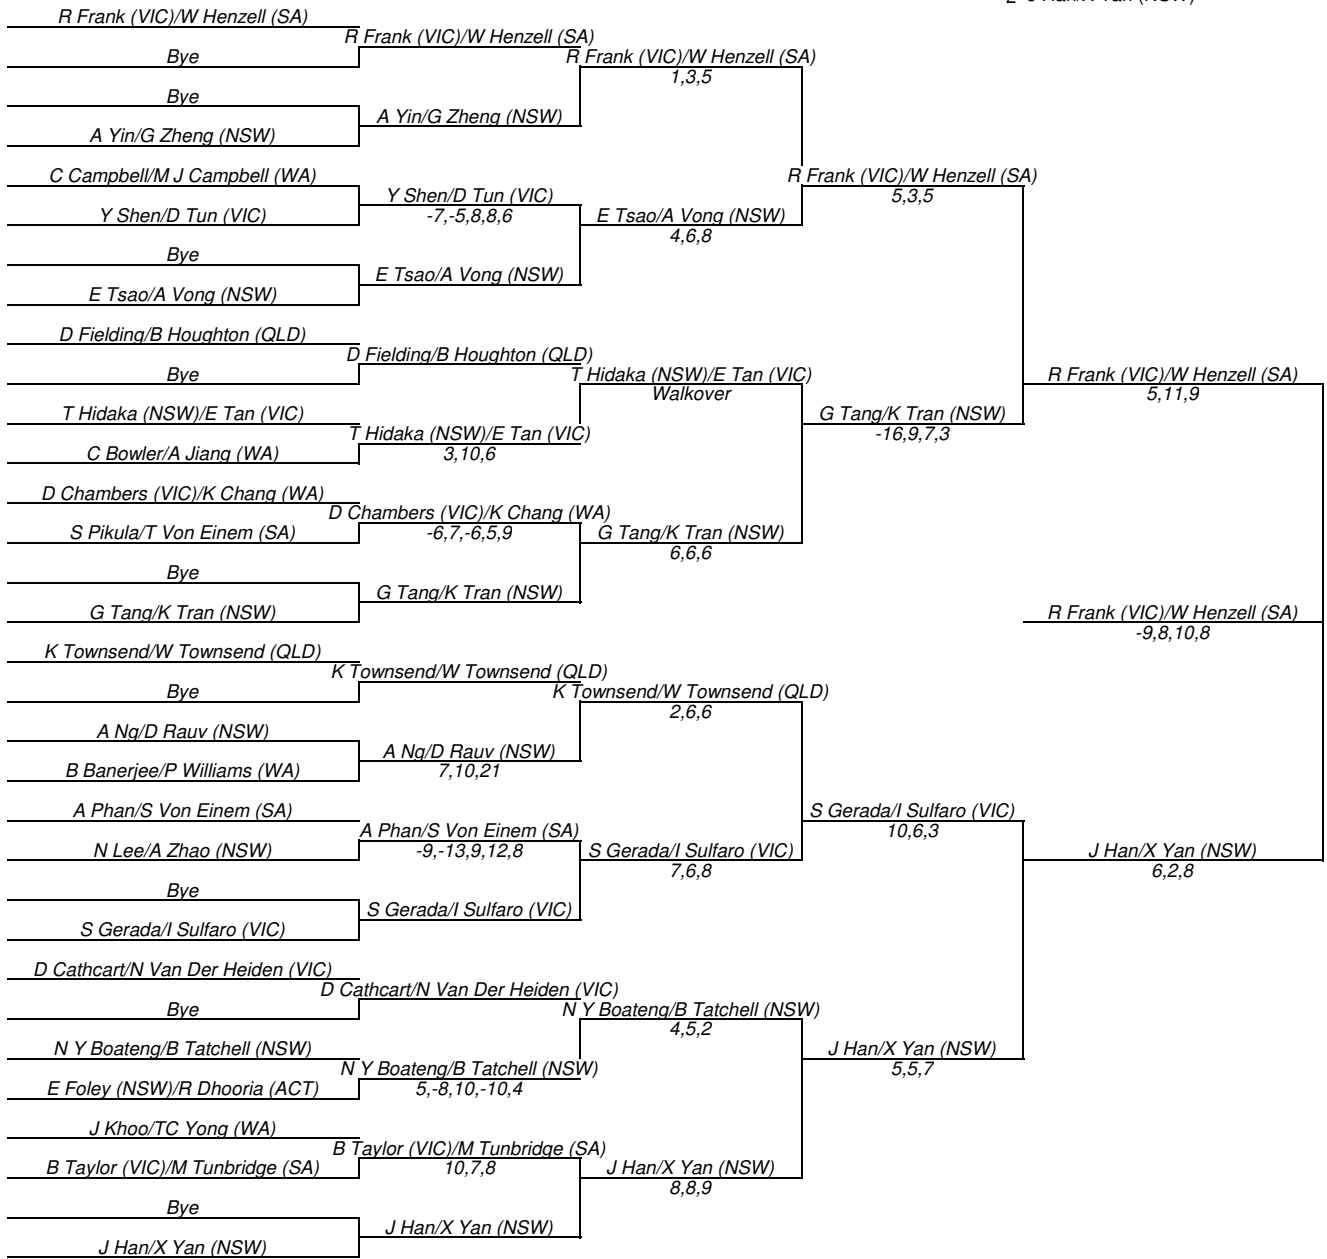 2 J Han/X Yan (NSW)
R Frank (VIC)/W Henzell (SA)
R Frank (VIC)/W Henzell (SA)
Bye
R Frank (VIC)/W Henzell (SA)
1,3,5
Bye
A Yin/G Zheng (NSW)
A Yin/G Zheng (NSW)
C Campbell/M J Campbell (WA)
R Frank (VIC)/W Henzell (SA)
Y Shen/D Tun (VIC)
5,3,5
Y Shen/D Tun (VIC)
-7,-5,8,8,6
E Tsao/A Vong (NSW)
4,6,8
Bye
E Tsao/A Vong (NSW)
E Tsao/A Vong (NSW)
D Fielding/B Houghton (QLD)
D Fielding/B Houghton (QLD)
Bye
T Hidaka (NSW)/E Tan (VIC)
R Frank (VIC)/W Henzell (SA)
Walkover
5,11,9
T Hidaka (NSW)/E Tan (VIC)
G Tang/K Tran (NSW)
T Hidaka (NSW)/E Tan (VIC)
-16,9,7,3
C Bowler/A Jiang (WA)
3,10,6
D Chambers (VIC)/K Chang (WA)
D Chambers (VIC)/K Chang (WA)
S Pikula/T Von Einem (SA)
-6,7,-6,5,9
G Tang/K Tran (NSW)
6,6,6
Bye
G Tang/K Tran (NSW)
G Tang/K Tran (NSW)
R Frank (VIC)/W Henzell (SA)
-9,8,10,8
K Townsend/W Townsend (QLD)
K Townsend/W Townsend (QLD)
Bye
K Townsend/W Townsend (QLD)
2,6,6
A Ng/D Rauv (NSW)
A Ng/D Rauv (NSW)
B Banerjee/P Williams (WA)
7,10,21
A Phan/S Von Einem (SA)
S Gerada/I Sulfaro (VIC)
A Phan/S Von Einem (SA)
10,6,3
N Lee/A Zhao (NSW)
-9,-13,9,12,8
S Gerada/I Sulfaro (VIC)
J Han/X Yan (NSW)
7,6,8
6,2,8
Bye
S Gerada/I Sulfaro (VIC)
S Gerada/I Sulfaro (VIC)
D Cathcart/N Van Der Heiden (VIC)
D Cathcart/N Van Der Heiden (VIC)
Bye
N Y Boateng/B Tatchell (NSW)
4,5,2
N Y Boateng/B Tatchell (NSW)
J Han/X Yan (NSW)
N Y Boateng/B Tatchell (NSW)
5,5,7
E Foley (NSW)/R Dhooria (ACT)
5,-8,10,-10,4
J Khoo/TC Yong (WA)
B Taylor (VIC)/M Tunbridge (SA)
B Taylor (VIC)/M Tunbridge (SA)
10,7,8
J Han/X Yan (NSW)
8,8,9
Bye
J Han/X Yan (NSW)
J Han/X Yan (NSW)